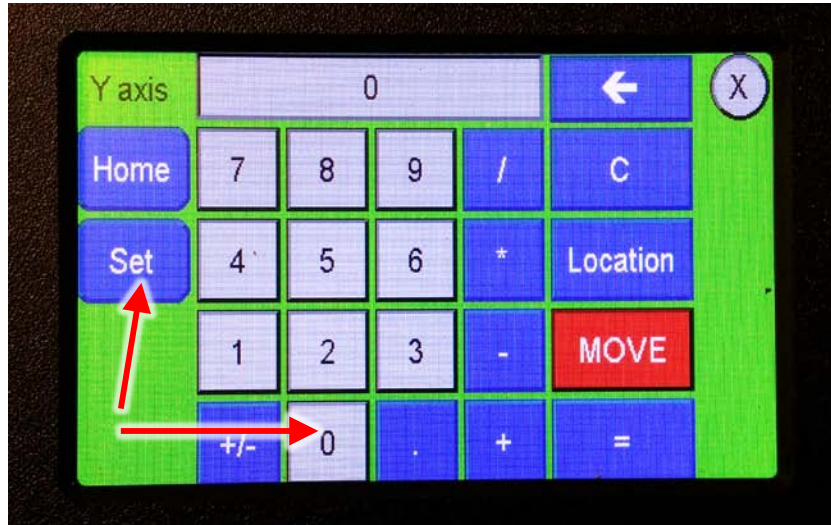 Y axis 0 ← X
Home 7 8 9 / C
Set 4 5 6 * Location
1 2 3 - MOVE
+/- 0 . + =